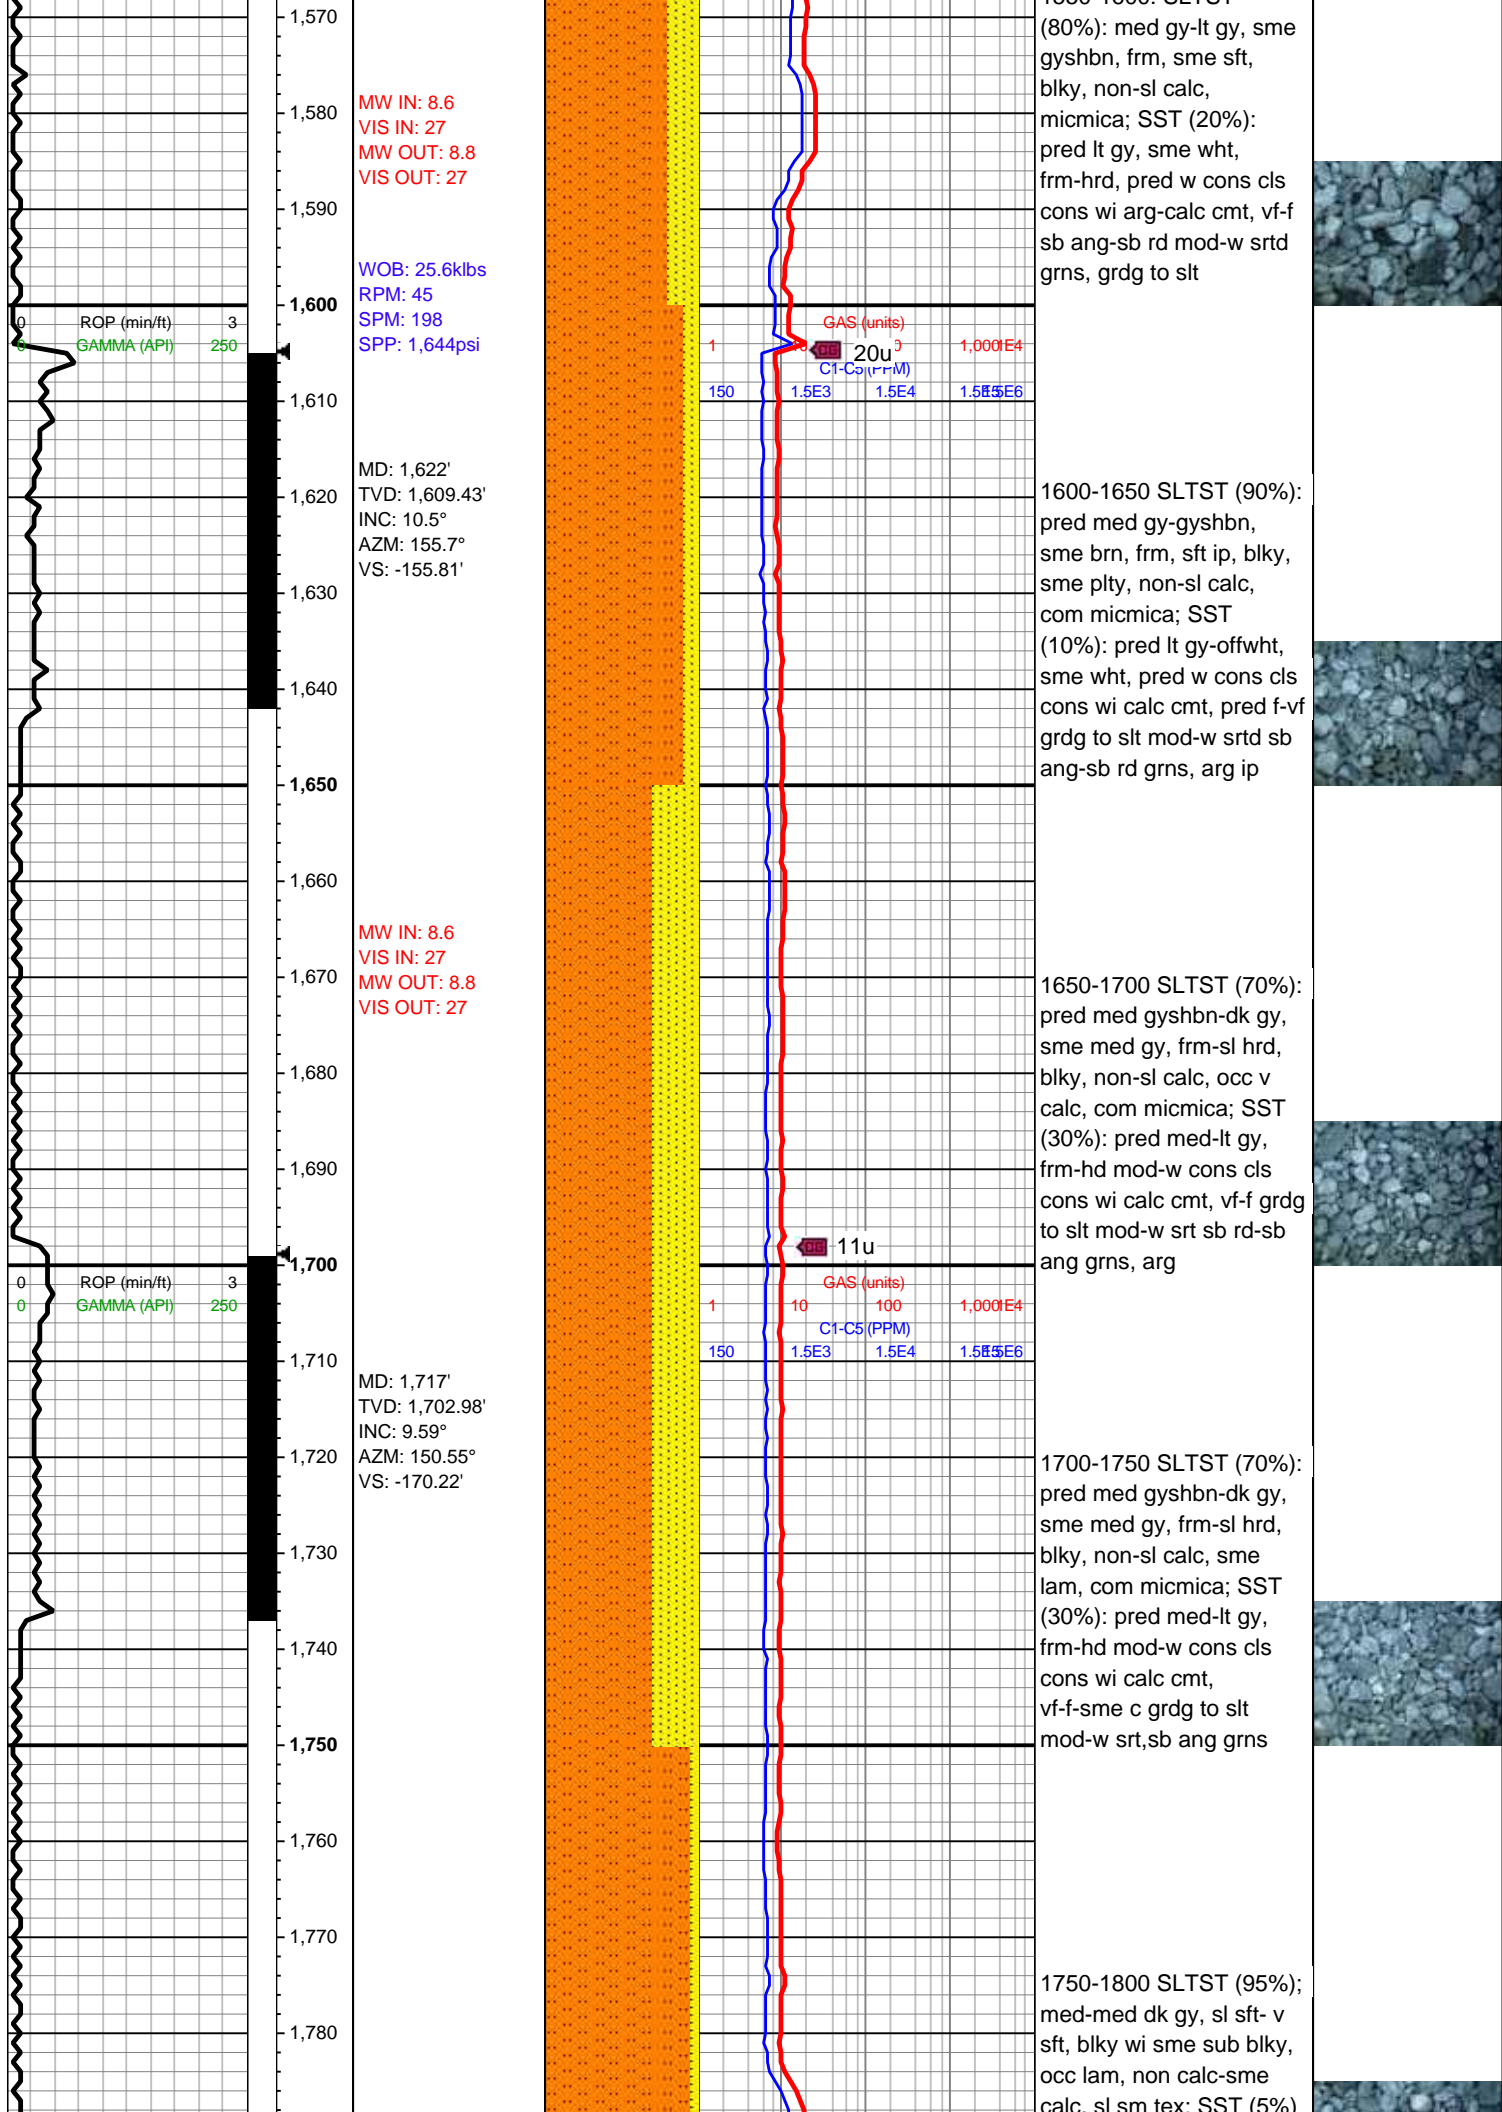 1,570
1,580
1,590
1,600
1,610
1,620
1,630
1,640
1,650
1,660
1,670
1,680
1,690
1,700
1,710
1,720
1,730
1,740
1,750
1,760
1,770
1,780
0 ROP (min/ft) 3
0 GAMMA (API) 250
0 ROP (min/ft) 3
0 GAMMA (API) 250
MW IN: 8.6
VIS IN: 27
MW OUT: 8.8
VIS OUT: 27
WOB: 25.6klbs
RPM: 45
SPM: 198
SPP: 1,644psi
MD: 1,622'
TVD: 1,609.43'
INC: 10.5°
AZM: 155.7°
VS: -155.81'
MW IN: 8.6
VIS IN: 27
MW OUT: 8.8
VIS OUT: 27
MD: 1,717'
TVD: 1,702.98'
INC: 9.59°
AZM: 150.55°
VS: -170.22'
GAS (units)
1 1,000 1E4
20u
C1-C5 (PPM)
150 1.5E3 1.5E4 1.5E5 1.5E6
11u
GAS (units)
1 10 100 1,000 1E4
C1-C5 (PPM)
150 1.5E3 1.5E4 1.5E5 1.5E6
(80%): med gy-lt gy, sme
gyshbn, frm, sme sft,
blky, non-sl calc,
micmica; SST (20%):
pred lt gy, sme wht,
frm-hrd, pred w cons cls
cons wi arg-calc cmt, vf-f
sb ang-sb rd mod-w srtd
grns, grdg to slt
1600-1650 SLTST (90%):
pred med gy-gyshbn,
sme brn, frm, sft ip, blky,
sme plty, non-sl calc,
com micmica; SST
(10%): pred lt gy-offwht,
sme wht, pred w cons cls
cons wi calc cmt, pred f-vf
grdg to slt mod-w srtd sb
ang-sb rd grns, arg ip
1650-1700 SLTST (70%):
pred med gyshbn-dk gy,
sme med gy, frm-sl hrd,
blky, non-sl calc, occ v
calc, com micmica; SST
(30%): pred med-lt gy,
frm-hd mod-w cons cls
cons wi calc cmt, vf-f grdg
to slt mod-w srt sb rd-sb
ang grns, arg
1700-1750 SLTST (70%):
pred med gyshbn-dk gy,
sme med gy, frm-sl hrd,
blky, non-sl calc, sme
lam, com micmica; SST
(30%): pred med-lt gy,
frm-hd mod-w cons cls
cons wi calc cmt,
vf-f-sme c grdg to slt
mod-w srt,sb ang grns
1750-1800 SLTST (95%);
med-med dk gy, sl sft- v
sft, blky wi sme sub blky,
occ lam, non calc-sme
calc, sl sm tex; SST (5%)